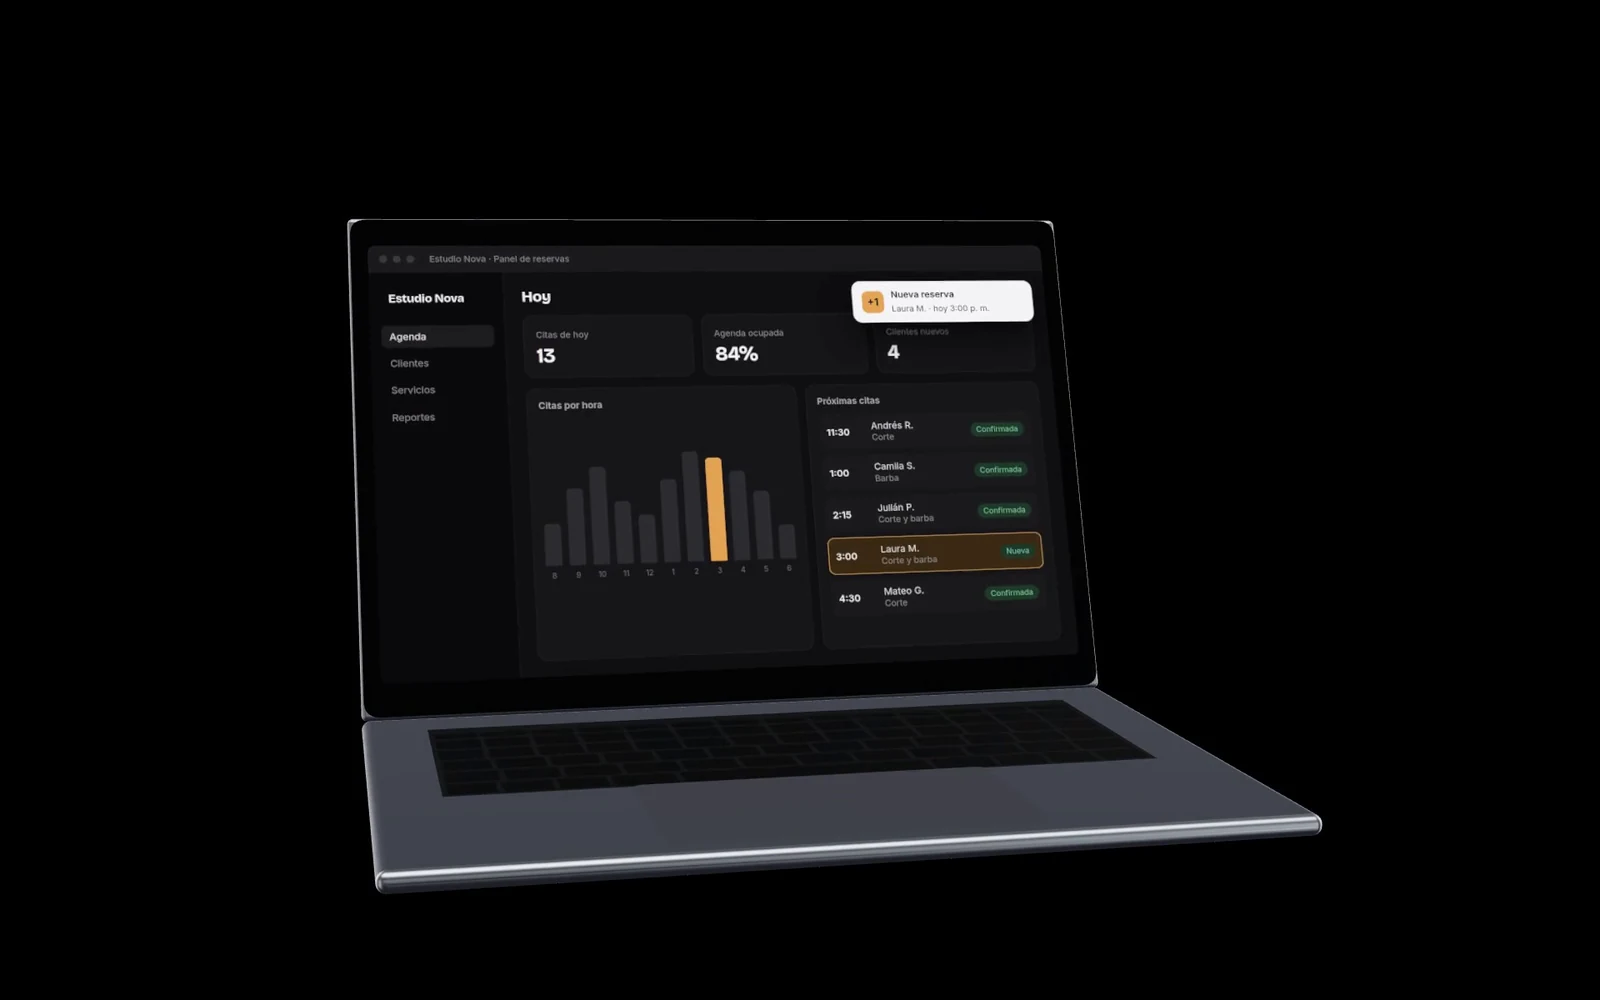 Estudio Nova · Panel de reservas
Estudio Nova
Agenda
Clientes
Servicios
Reportes
Hoy
+1
Nueva reserva
Laura M. · hoy 3:00 p. m.
Citas de hoy
13
Agenda ocupada
84%
Clientes nuevos
4
Citas por hora
8 9 10 11 12 1 2 3 4 5 6
Próximas citas
11:30 Andrés R. Confirmada
Corte
1:00 Camila S. Confirmada
Barba
2:15 Julián P. Confirmada
Corte y barba
3:00 Laura M. Nueva
Corte y barba
4:30 Mateo G. Confirmada
Corte